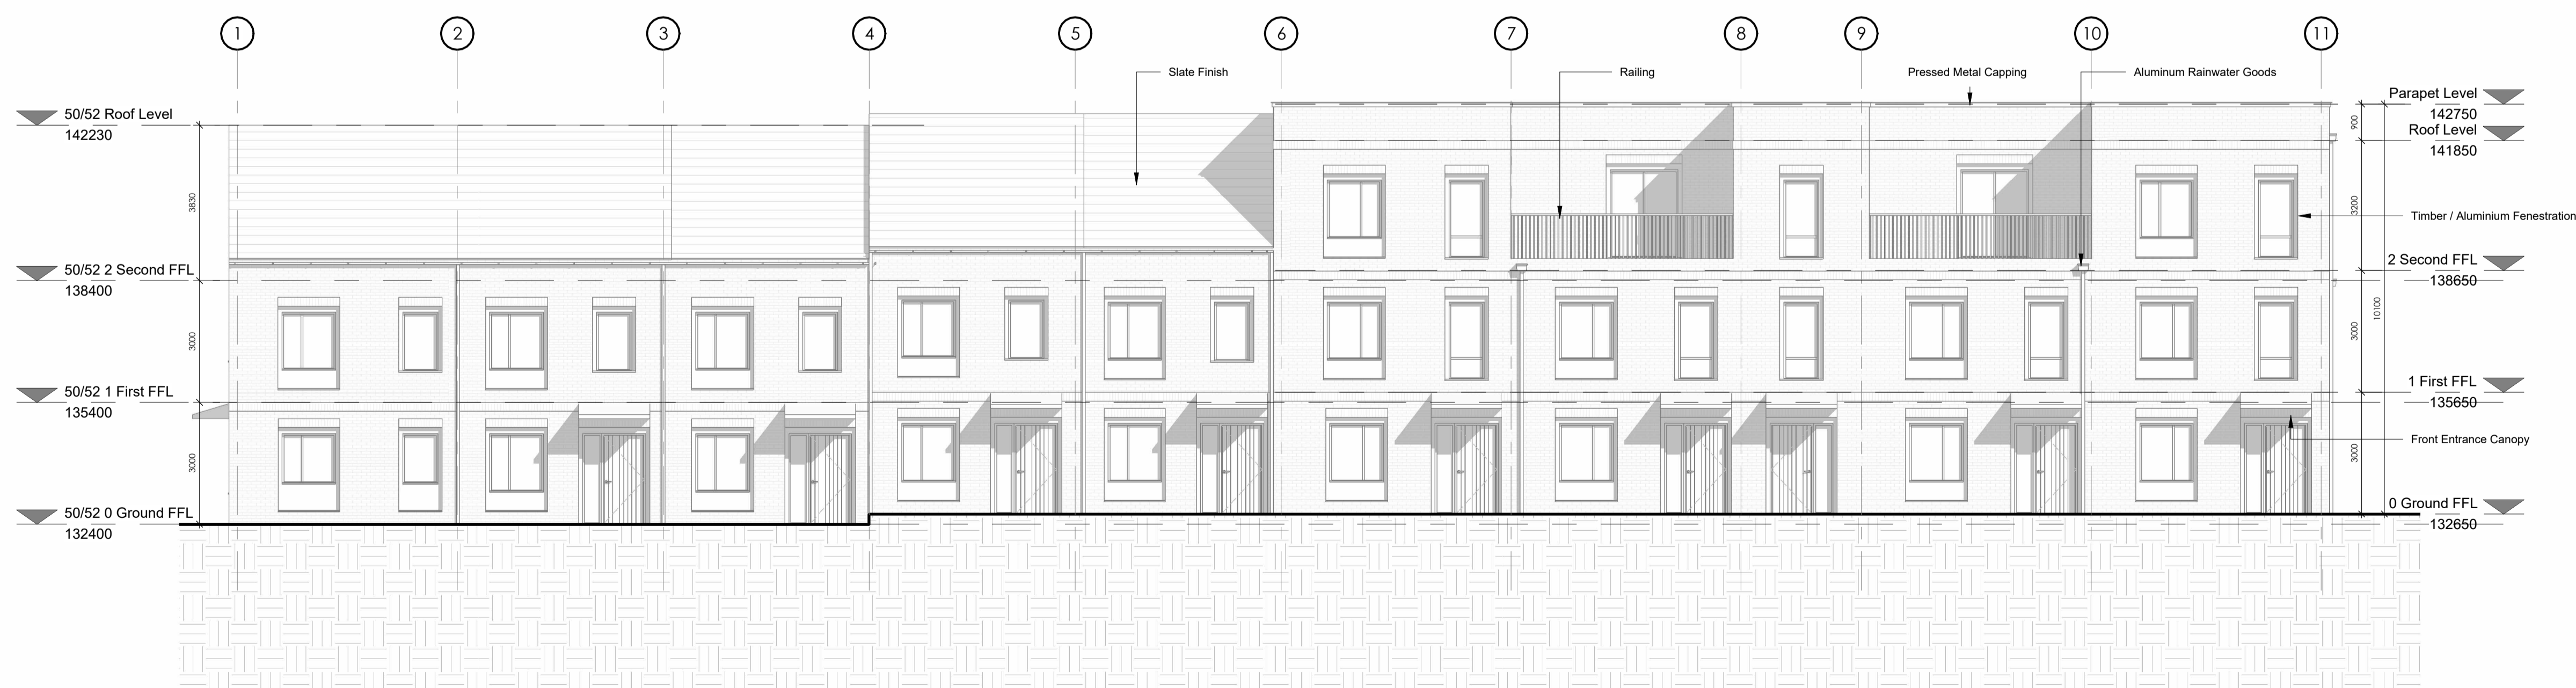 1 2 3 4 5 6 7 8 9 10 11
Slate Finish
Railing
Pressed Metal Capping
Aluminum Rainwater Goods
50/52 Roof Level
142230
3830
50/52 2 Second FFL
138400
3000
50/52 1 First FFL
135400
3000
50/52 0 Ground FFL
132400
Parapet Level
142750
900
Roof Level
141850
3200
Timber / Aluminium Fenestration
2 Second FFL
138650
10100
3000
1 First FFL
135650
Front Entrance Canopy
3000
0 Ground FFL
132650